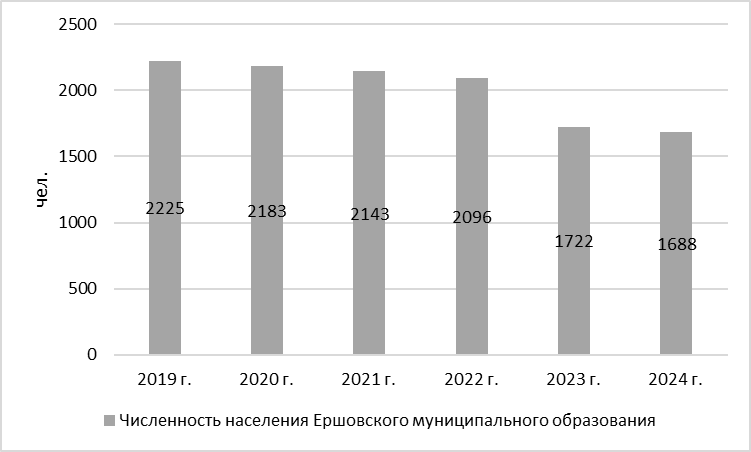 2500
2000
1500
1000
500
0
чел.
2225
2183
2143
2096
1722
1688
2019 г.
2020 г.
2021 г.
2022 г.
2023 г.
2024 г.
Численность населения Ершовского муниципального образования